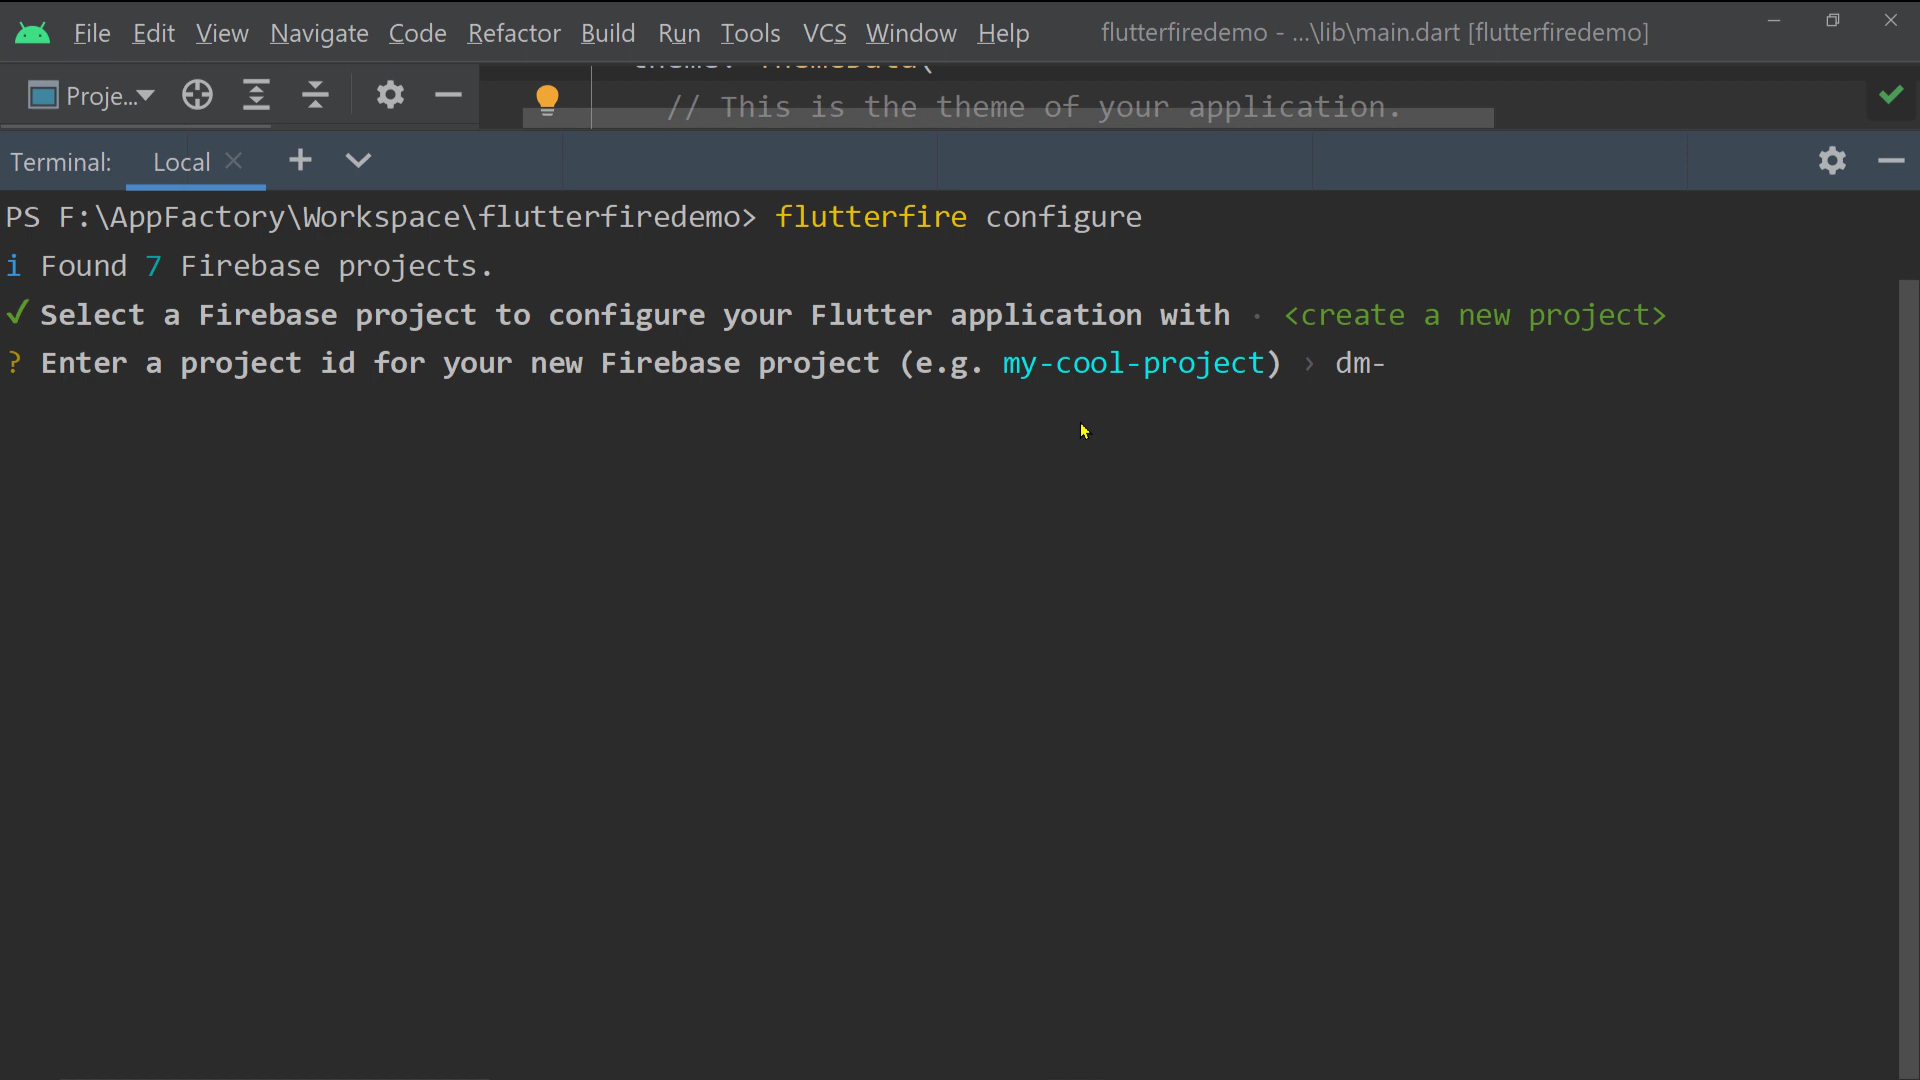 File Edit View Navigate Code Refactor Build Run Tools VCS Window Help flutterfiredemo - ...\lib\main.dart [flutterfiredemo]
Proje...
theme: ThemeData(
// This is the theme of your application.
Terminal: Local
PS F:\AppFactory\Workspace\flutterfiredemo> flutterfire configure
i Found 7 Firebase projects.
✓ Select a Firebase project to configure your Flutter application with · <create a new project>
? Enter a project id for your new Firebase project (e.g. my-cool-project) › dm-